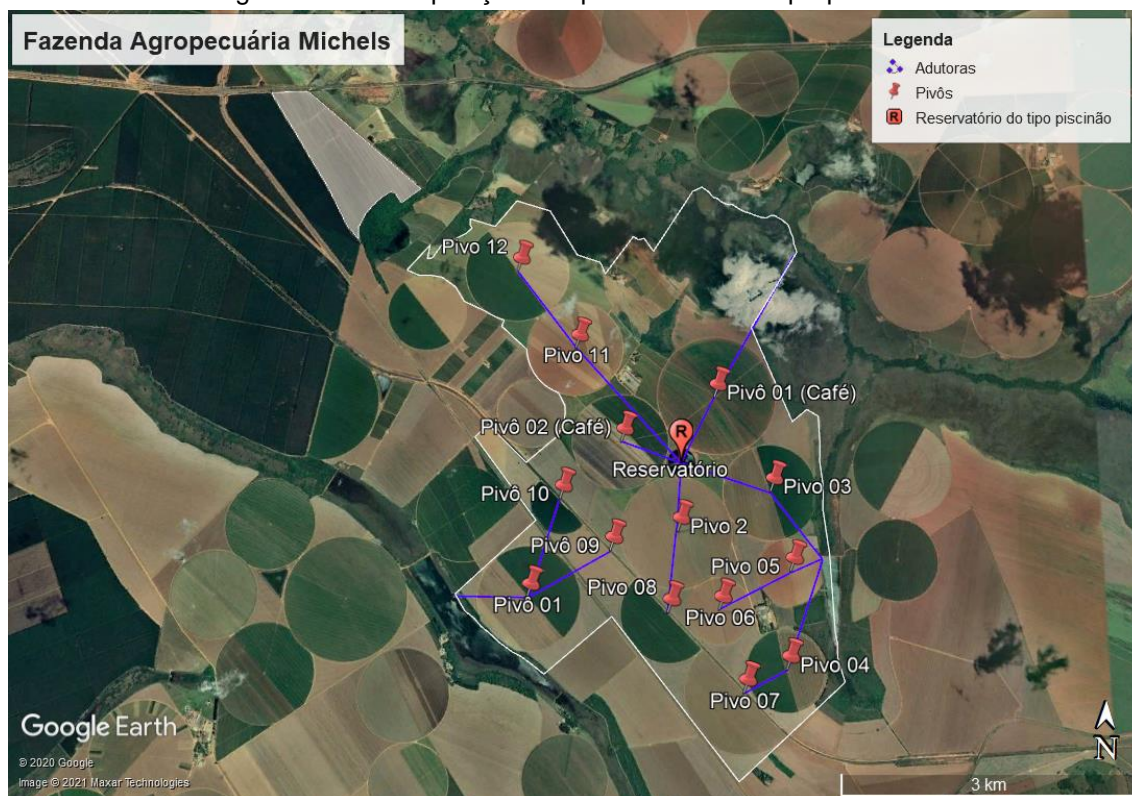 Fazenda Agropecuária Michels
Legenda
Adutoras
Pivôs
Reservatório do tipo piscinão
Pivo 12
Pivo 11
Pivô 01 (Café)
Pivô 02 (Café)
R
Reservatório
Pivô 10
Pivo 03
Pivo 2
Pivô 09
Pivo 05
Pivo 08
Pivô 01
Pivo 06
Pivo 04
Pivo 07
Google Earth
© 2020 Google
Image © 2021 Maxar Technologies
N
3 km